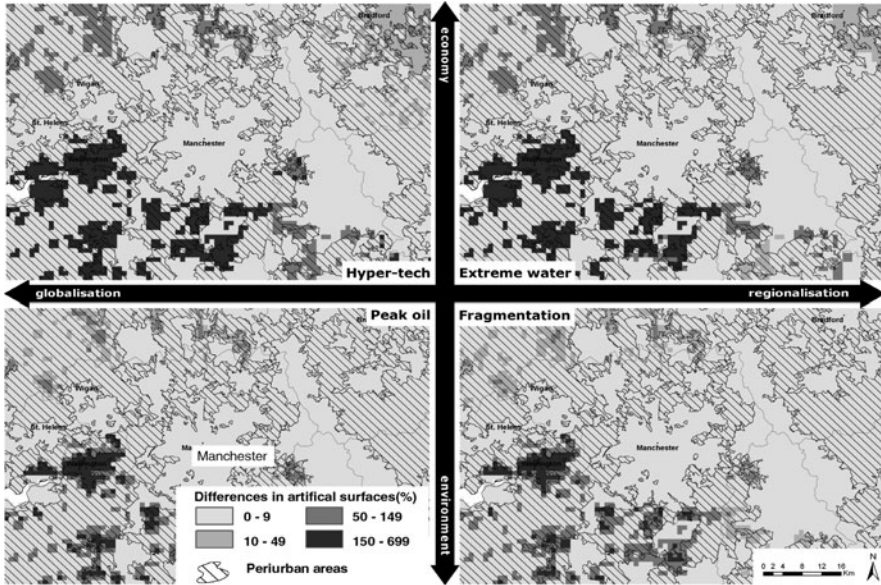 Bradford
Bradford
Wigan
Wigan
St. Helens
St. Helens
Manchester
Manchester
economy
Hyper-tech
Extreme water
globalisation
regionalisation
Peak oil
Fragmentation
Bradford
Wigan
Wigan
St. Helens
St. Helens
Manchester
Manchester
environment
Differences in artifical surfaces(%)
0 - 9
50 - 149
10 - 49
150 - 699
Periurban areas
N
0 2 4 8 12 16
Km